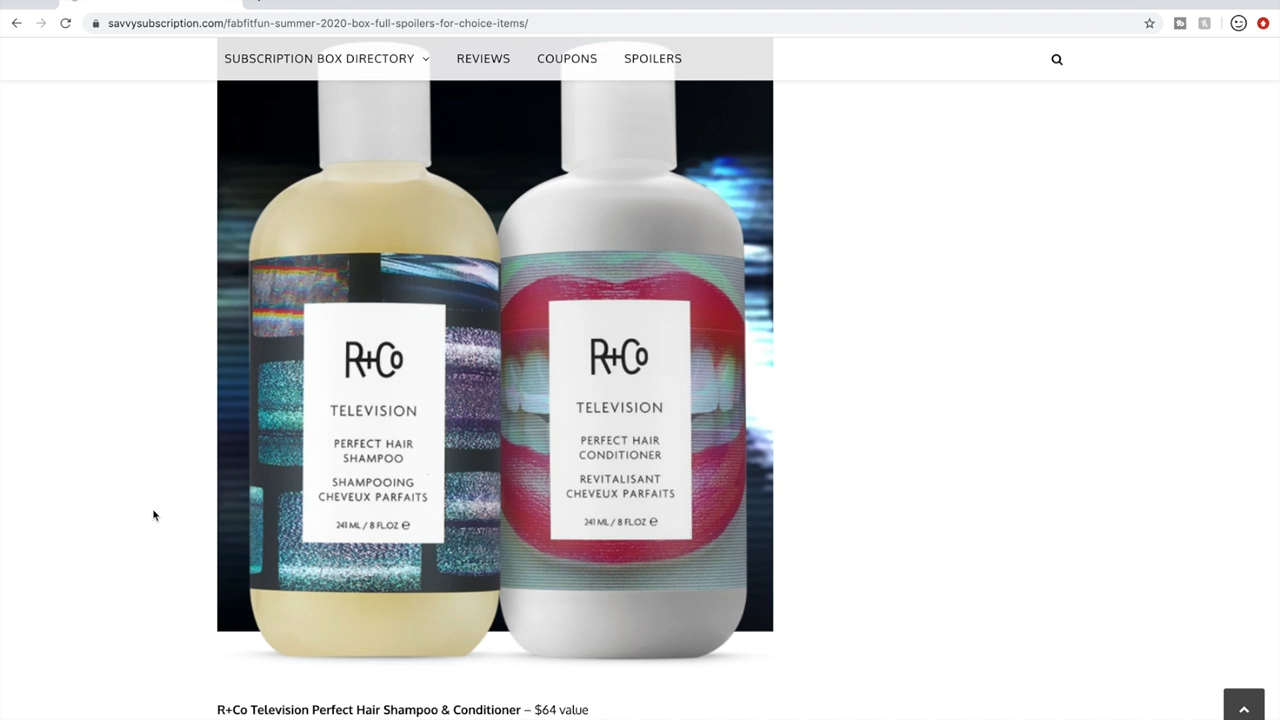 savvysubscription.com/fabfitfun-summer-2020-box-full-spoilers-for-choice-items/
SUBSCRIPTION BOX DIRECTORY REVIEWS COUPONS SPOILERS
R+Co
TELEVISION
PERFECT HAIR
SHAMPOO
SHAMPOOING
CHEVEUX PARFAITS
241 ML / 8 FL.OZ e
R+Co
TELEVISION
PERFECT HAIR
CONDITIONER
REVITALISANT
CHEVEUX PARFAITS
241 ML / 8 FL.OZ e
R+Co Television Perfect Hair Shampoo & Conditioner – $64 value